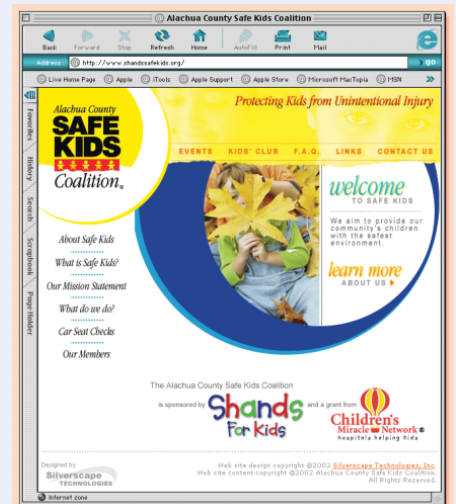 Alachua County Safe Kids Coalition
Back Forward Stop Refresh Home AutoFill Print Mail
Address: http://www.shandssafekids.org/ go
Live Home Page Apple iTools Apple Support Apple Store Microsoft MacTopia MSN
Favorites
History
Search
Scrapbook
Page Holder
Alachua County
SAFE
KIDS
Coalition
Protecting Kids from Unintentional Injury
EVENTS KIDS' CLUB F.A.Q. LINKS CONTACT US
welcome
TO SAFE KIDS
We aim to provide our
community's children
with the safest
environment.
learn more
ABOUT US
About Safe Kids
What is Safe Kids?
Our Mission Statement
What do we do?
Car Seat Checks
Our Members
The Alachua County Safe Kids Coalition
is sponsored by Shands For Kids and a grant from
Children's
Miracle Network®
hospitals helping kids
Designed by
Silverscape
TECHNOLOGIES
Web site design copyright ©2002 Silverscape Technologies, Inc.
Web site content copyright ©2002 Alachua County Safe Kids Coalition.
All Rights Reserved.
Internet zone